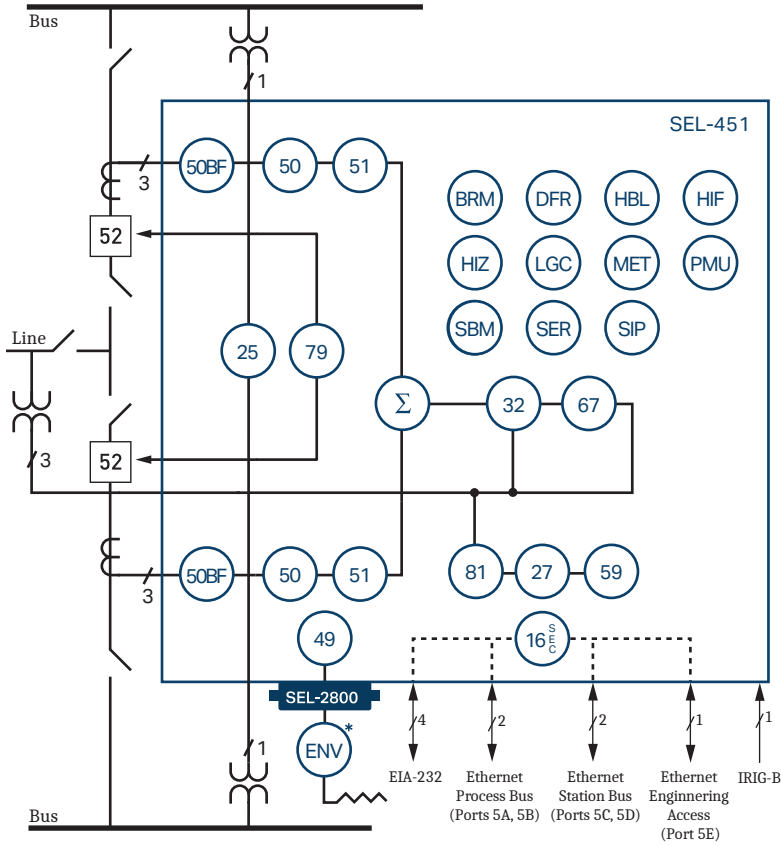 Bus
1
SEL-451
3
50BF
50
51
BRM
DFR
HBL
HIF
52
HIZ
LGC
MET
PMU
SBM
SER
SIP
Line
25
79
Σ
32
67
3
52
3
50BF
50
51
81
27
59
49
16 SEC
SEL-2800
4
2
2
1
1
1
ENV*
EIA-232
Ethernet
Process Bus
(Ports 5A, 5B)
Ethernet
Station Bus
(Ports 5C, 5D)
Ethernet
Enginnering
Access
(Port 5E)
IRIG-B
Bus